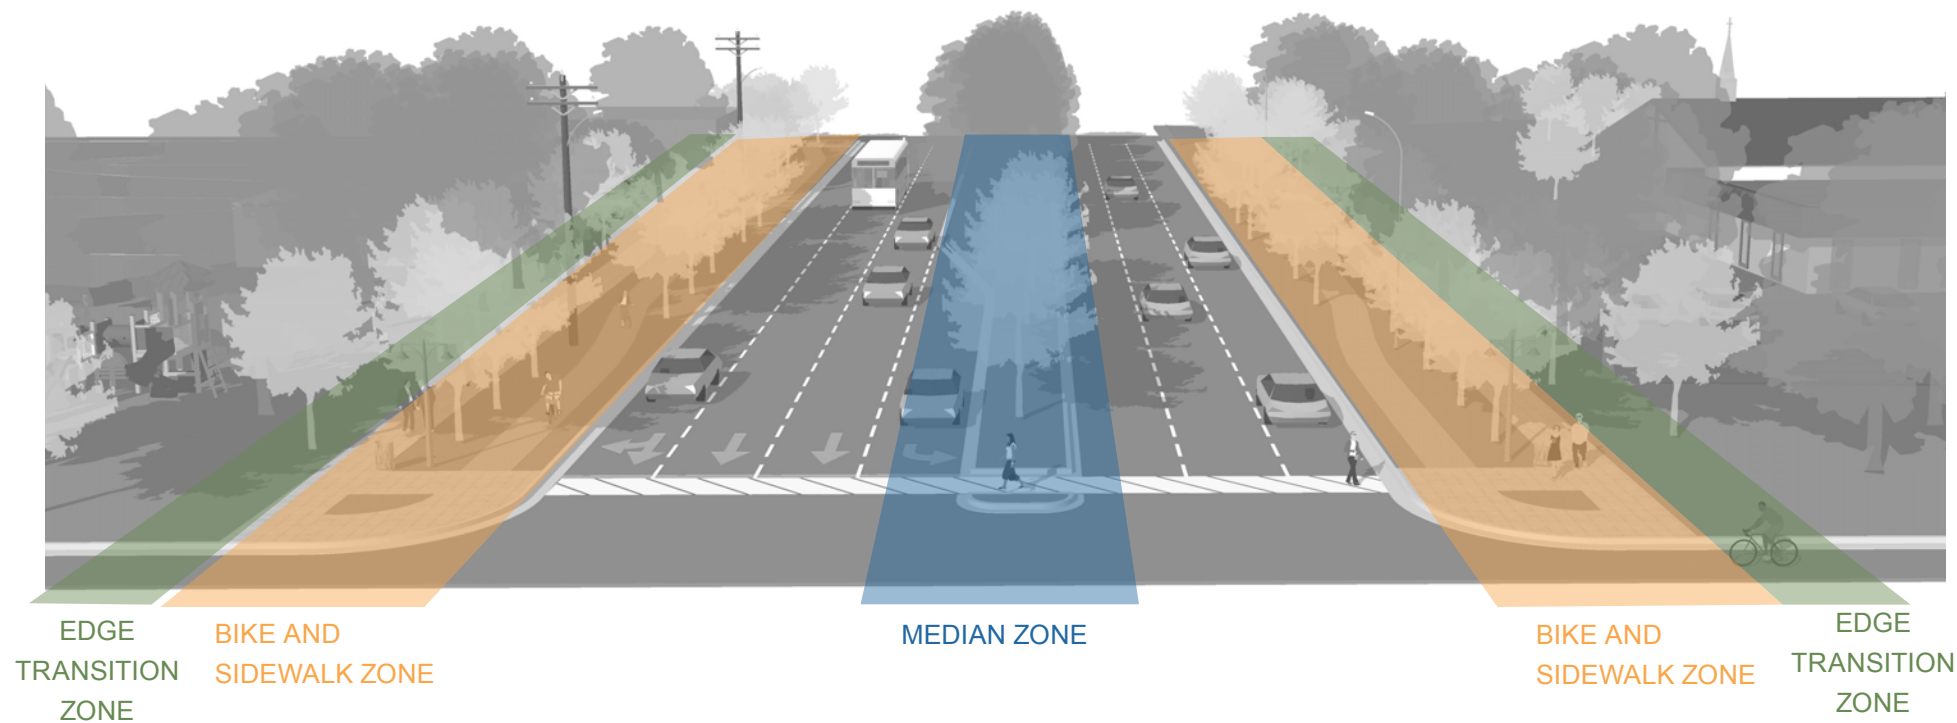 EDGE
TRANSITION
ZONE
BIKE AND
SIDEWALK ZONE
MEDIAN ZONE
BIKE AND
SIDEWALK ZONE
EDGE
TRANSITION
ZONE